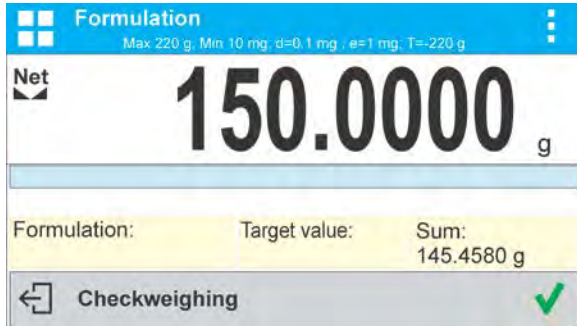 Formulation
Max 220 g, Min 10 mg, d=0.1 mg , e=1 mg, T=-220 g
Net
150.0000 g
Formulation: Target value: Sum:
145.4580 g
Checkweighing